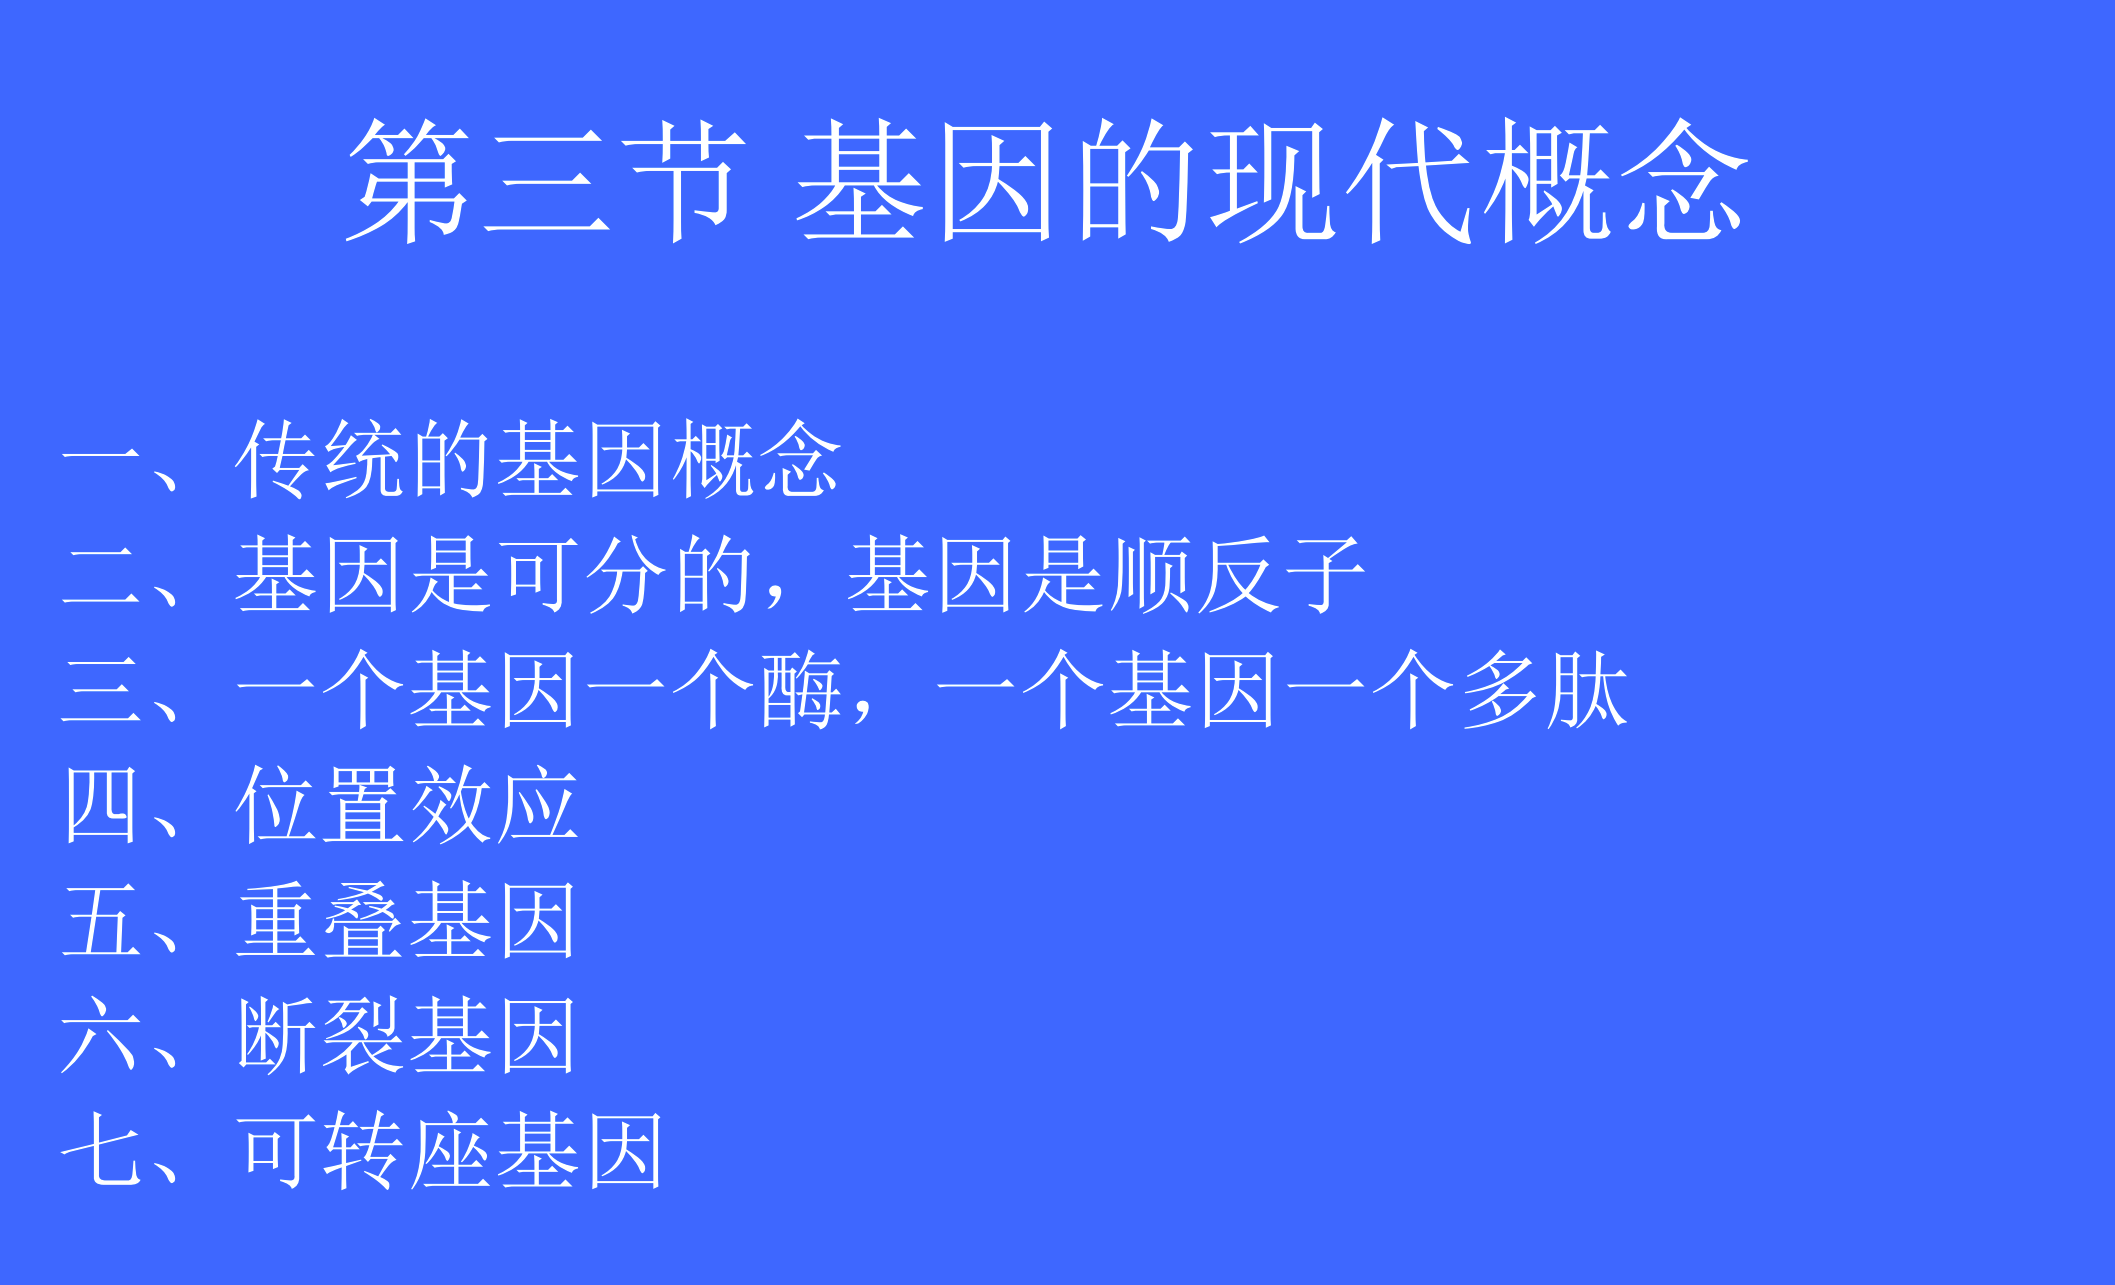 第三节 基因的现代概念
一、传统的基因概念
二、基因是可分的，基因是顺反子
三、一个基因一个酶，一个基因一个多肽
四、位置效应
五、重叠基因
六、断裂基因
七、可转座基因